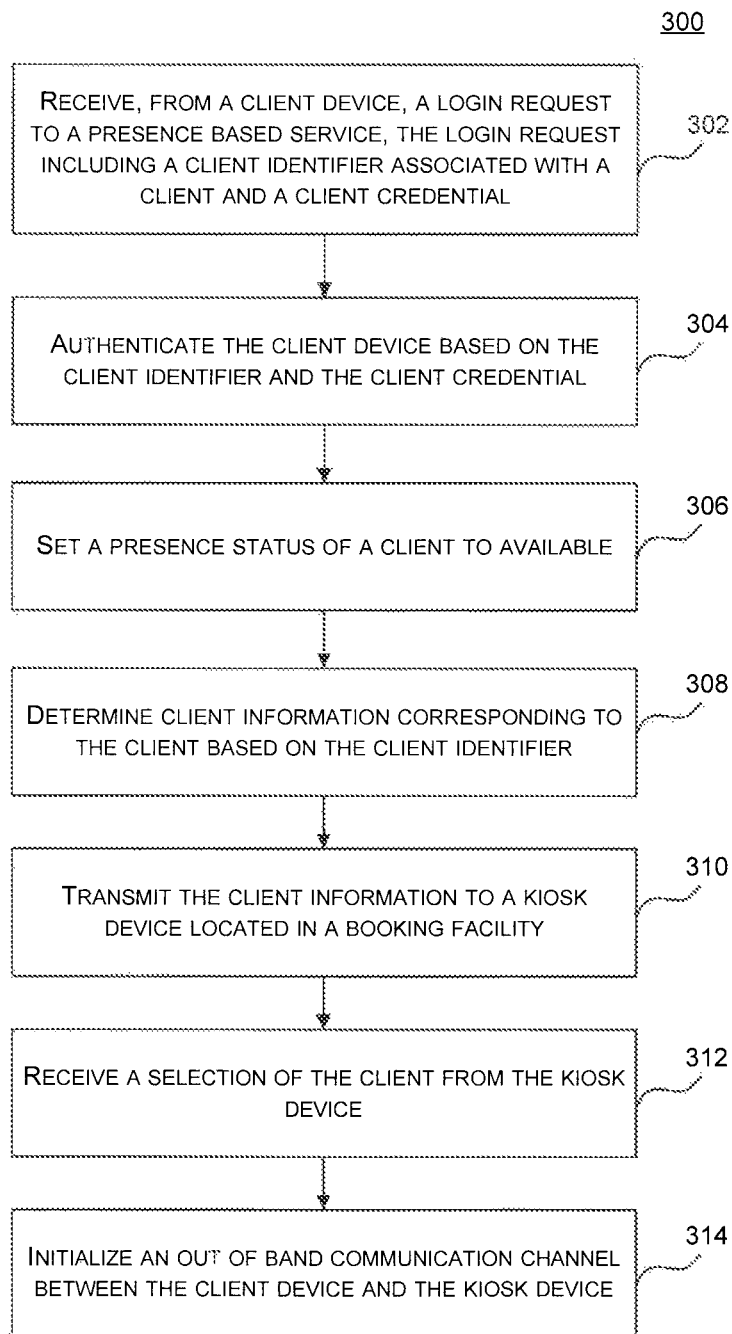 300
RECEIVE, FROM A CLIENT DEVICE, A LOGIN REQUEST
TO A PRESENCE BASED SERVICE, THE LOGIN REQUEST
INCLUDING A CLIENT IDENTIFIER ASSOCIATED WITH A
CLIENT AND A CLIENT CREDENTIAL
302
AUTHENTICATE THE CLIENT DEVICE BASED ON THE
CLIENT IDENTIFIER AND THE CLIENT CREDENTIAL
304
SET A PRESENCE STATUS OF A CLIENT TO AVAILABLE
306
DETERMINE CLIENT INFORMATION CORRESPONDING TO
THE CLIENT BASED ON THE CLIENT IDENTIFIER
308
TRANSMIT THE CLIENT INFORMATION TO A KIOSK
DEVICE LOCATED IN A BOOKING FACILITY
310
RECEIVE A SELECTION OF THE CLIENT FROM THE KIOSK
DEVICE
312
INITIALIZE AN OUT OF BAND COMMUNICATION CHANNEL
BETWEEN THE CLIENT DEVICE AND THE KIOSK DEVICE
314